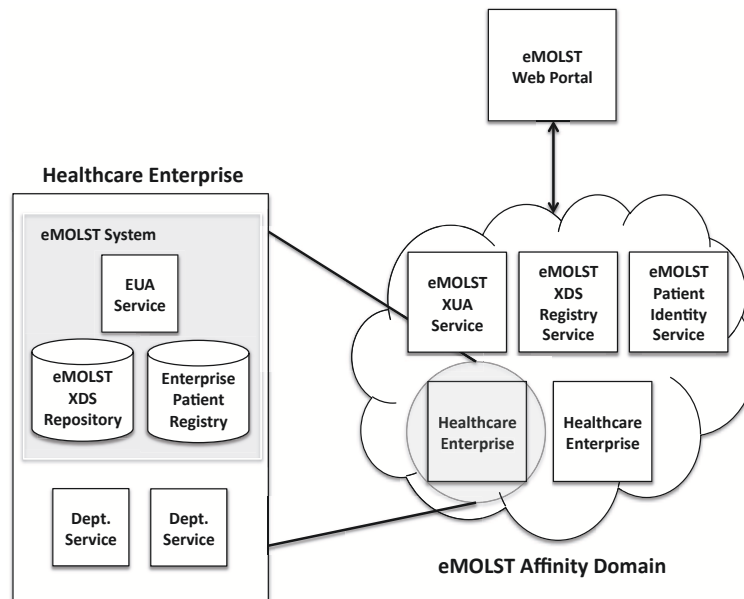 eMOLST
Web Portal
Healthcare Enterprise
eMOLST System
EUA
Service
eMOLST
XDS
Repository
Enterprise
Patient
Registry
Dept.
Service
Dept.
Service
eMOLST
XUA
Service
eMOLST
XDS
Registry
Service
eMOLST
Patient
Identity
Service
Healthcare
Enterprise
Healthcare
Enterprise
eMOLST Affinity Domain